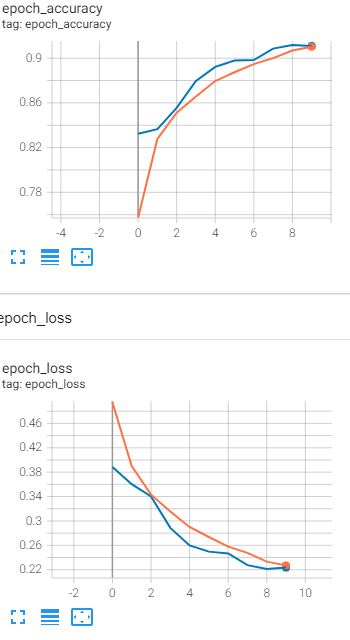 epoch_accuracy
tag: epoch_accuracy
0.9
0.86
0.82
0.78
-4 -2 0 2 4 6 8
epoch_loss
epoch_loss
tag: epoch_loss
0.46
0.42
0.38
0.34
0.3
0.26
0.22
-2 0 2 4 6 8 10